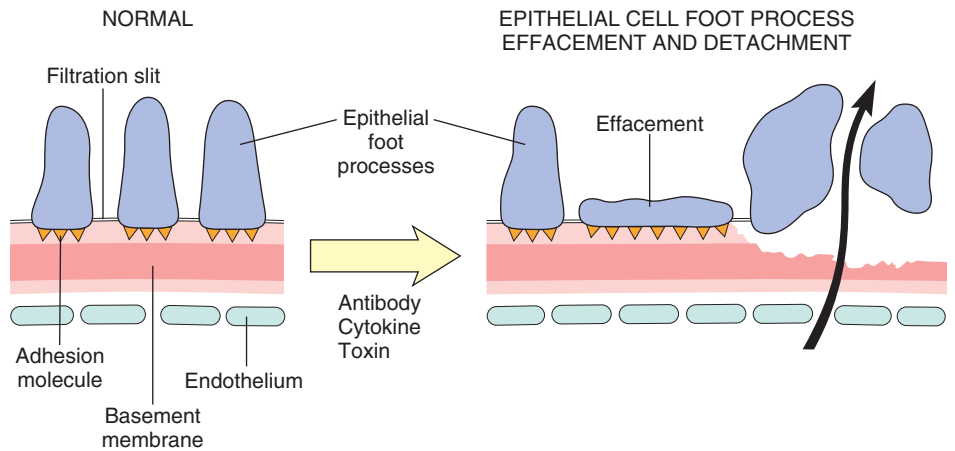 NORMAL
EPITHELIAL CELL FOOT PROCESS
EFFACEMENT AND DETACHMENT
Filtration slit
Epithelial
foot
processes
Effacement
Antibody
Cytokine
Toxin
Adhesion
molecule
Endothelium
Basement
membrane